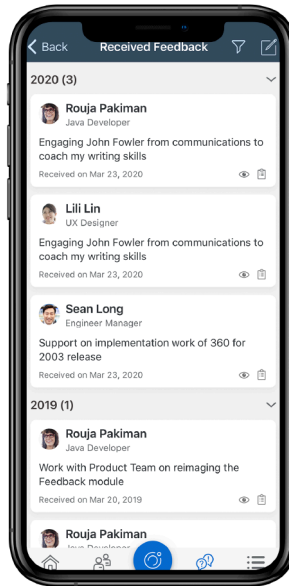 Back Received Feedback
2020 (3)
Rouja Pakiman
Java Developer
Engaging John Fowler from communications to
coach my writing skills
Received on Mar 23, 2020
Lili Lin
UX Designer
Engaging John Fowler from communications to
coach my writing skills
Received on Mar 23, 2020
Sean Long
Engineer Manager
Support on implementation work of 360 for
2003 release
Received on Mar 23, 2020
2019 (1)
Rouja Pakiman
Java Developer
Work with Product Team on reimaging the
Feedback module
Received on Mar 20, 2019
Rouja Pakiman
Java Developer